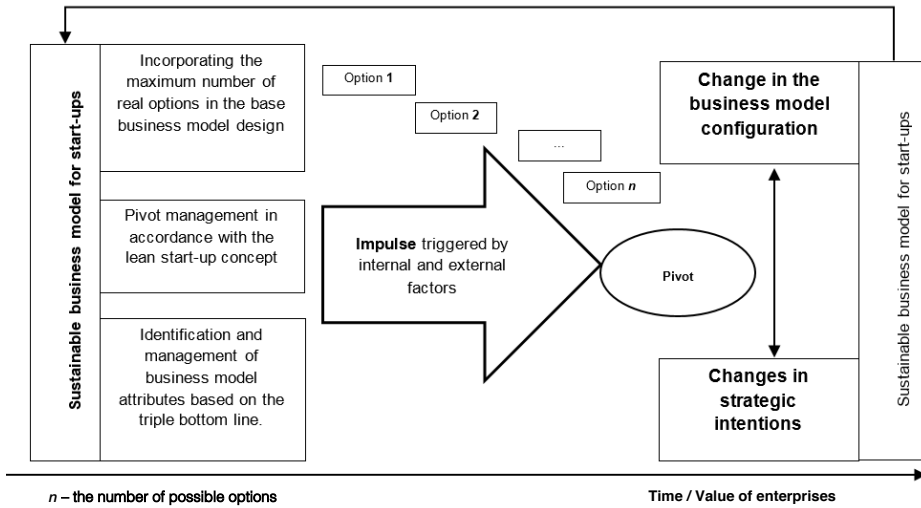 Sustainable business model for start-ups
Incorporating the
maximum number of
real options in the base
business model design
Pivot management in
accordance with the
lean start-up concept
Identification and
management of
business model
attributes based on the
triple bottom line.
Option 1
Option 2
...
Option n
Impulse triggered by
internal and external
factors
Pivot
Change in the
business model
configuration
Changes in
strategic
intentions
Sustainable business model for start-ups
n – the number of possible options
Time / Value of enterprises